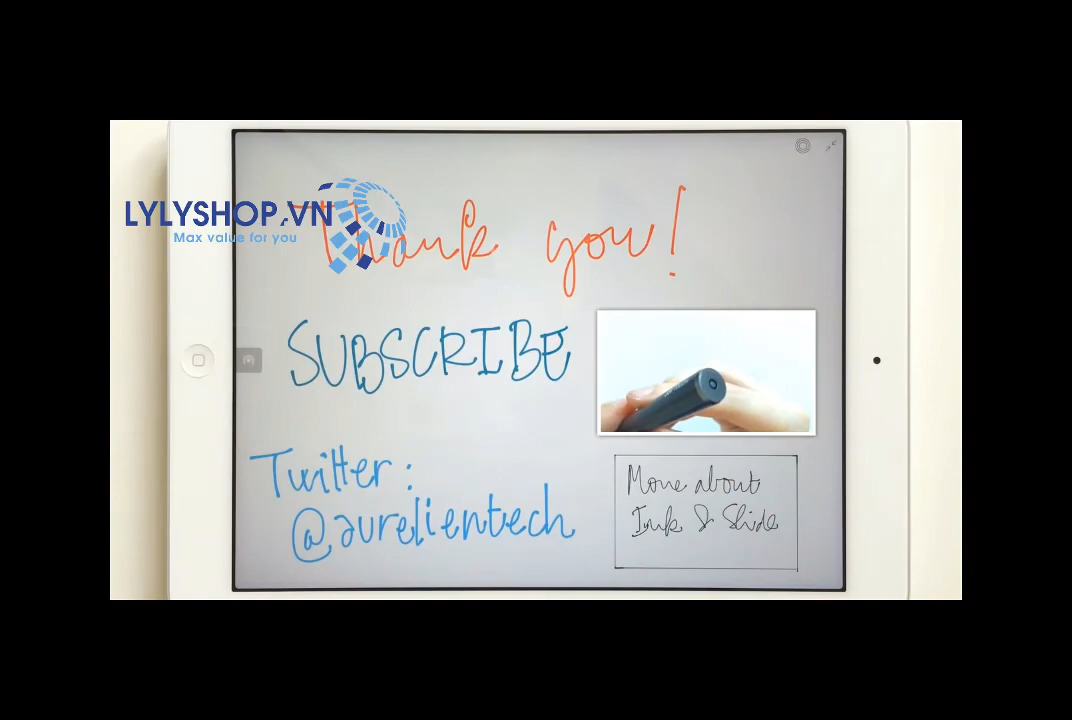 LYLYSHOP.VN
Max value for you
Thank you!
SUBSCRIBE
Twitter:
@aurelientech
More about
Ink & Slide